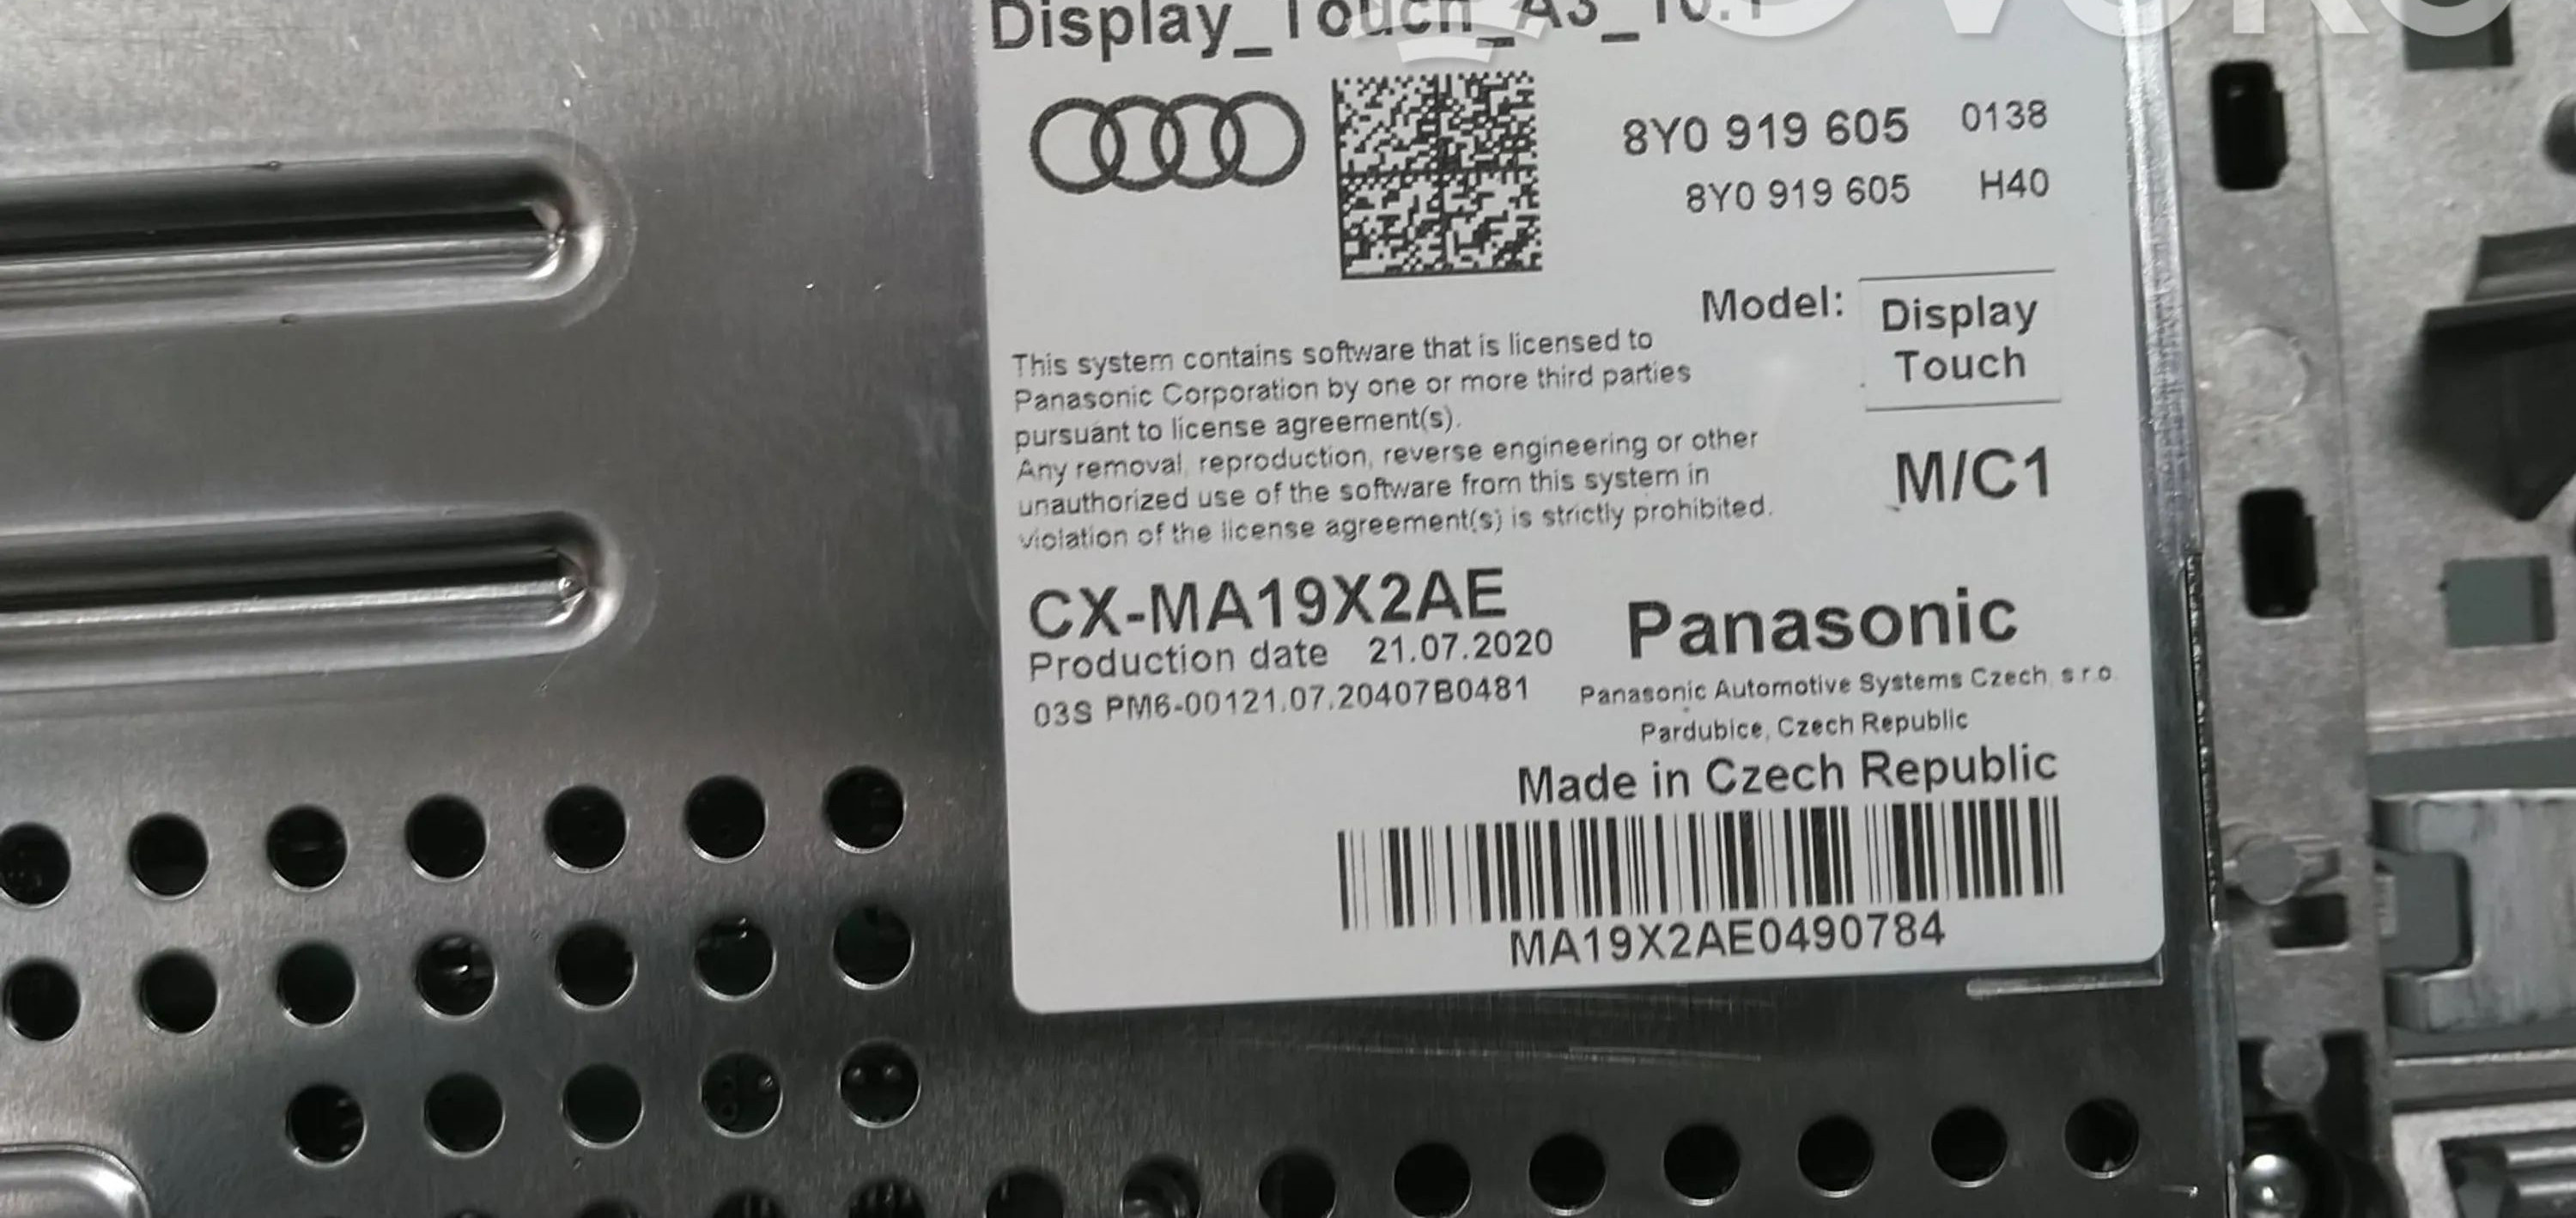 Display_Touch_A3_10.1
8Y0 919 605 0138
8Y0 919 605 H40
Model: Display
Touch
This system contains software that is licensed to
Panasonic Corporation by one or more third parties
pursuant to license agreement(s).
Any removal, reproduction, reverse engineering or other
unauthorized use of the software from this system in
violation of the license agreement(s) is strictly prohibited.
M/C1
CX-MA19X2AE
Production date 21.07.2020
03S PM6-00121.07.20407B0481
Panasonic
Panasonic Automotive Systems Czech s.r.o.
Pardubice, Czech Republic
Made in Czech Republic
MA19X2AE0490784